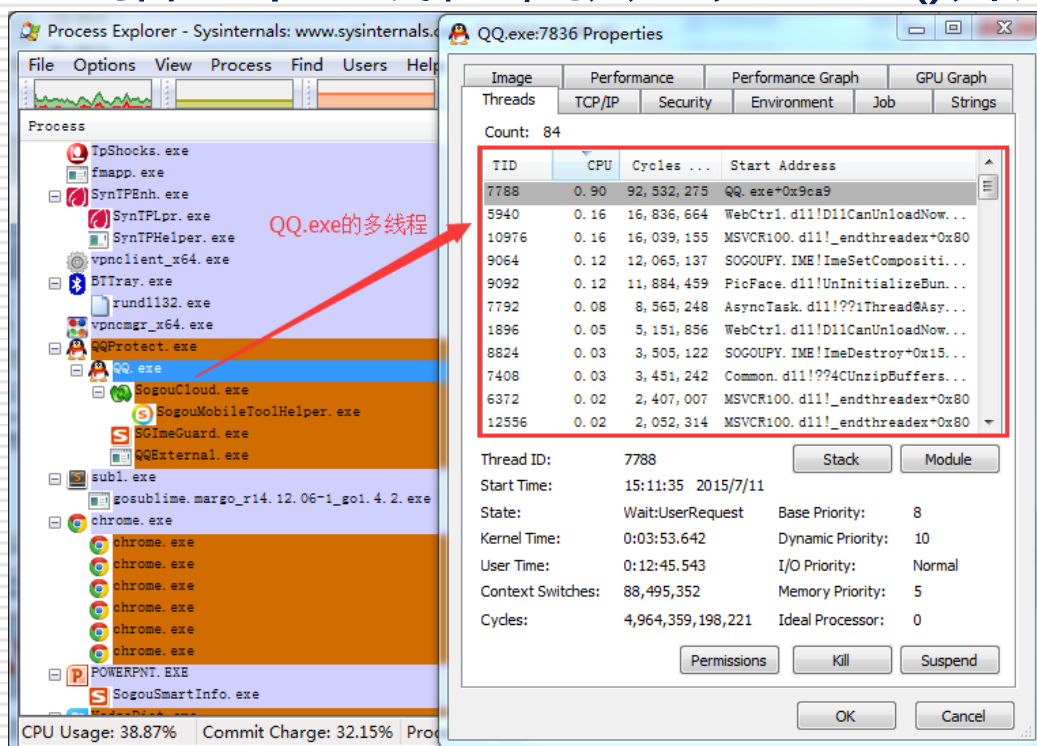 Process Explorer - Sysinternals: www.sysinternals.c
File Options View Process Find Users Help
Process
TpShocks.exe
fmapp.exe
SynTPEnh.exe
SynTPLpr.exe
SynTPHelper.exe
vpnclient_x64.exe
BTTray.exe
rundll32.exe
vpncmgr_x64.exe
QQProtect.exe
QQ.exe
SogouCloud.exe
SogouMobileToolHelper.exe
SGImeGuard.exe
QQExternal.exe
subl.exe
gosublime.margo_r14.12.06-1_go1.4.2.exe
chrome.exe
chrome.exe
chrome.exe
chrome.exe
chrome.exe
chrome.exe
chrome.exe
POWERPNT.EXE
SogouSmartInfo.exe
CPU Usage: 38.87% Commit Charge: 32.15% Proc
QQ.exe的多线程
QQ.exe:7836 Properties
Image Performance Performance Graph GPU Graph
Threads TCP/IP Security Environment Job Strings
Count: 84
TID CPU Cycles ... Start Address
7788 0.90 92,532,275 QQ.exe+0x9ca9
5940 0.16 16,836,664 WebCtrl.dll!DllCanUnloadNow...
10976 0.16 16,039,155 MSVCR100.dll!_endthreadex+0x80
9064 0.12 12,065,137 SOGOUPY.IME!ImeSetCompositi...
9092 0.12 11,884,459 PicFace.dll!UnInitializeBun...
7792 0.08 8,565,248 AsyncTask.dll!??1Thread@Asy...
1896 0.05 5,151,856 WebCtrl.dll!DllCanUnloadNow...
8824 0.03 3,505,122 SOGOUPY.IME!ImeDestroy+0x15...
7408 0.03 3,451,242 Common.dll!??4CUnzipBuffers...
6372 0.02 2,407,007 MSVCR100.dll!_endthreadex+0x80
12556 0.02 2,052,314 MSVCR100.dll!_endthreadex+0x80
Thread ID: 7788 Stack Module
Start Time: 15:11:35 2015/7/11
State: Wait:UserRequest Base Priority: 8
Kernel Time: 0:03:53.642 Dynamic Priority: 10
User Time: 0:12:45.543 I/O Priority: Normal
Context Switches: 88,495,352 Memory Priority: 5
Cycles: 4,964,359,198,221 Ideal Processor: 0
Permissions Kill Suspend
OK Cancel